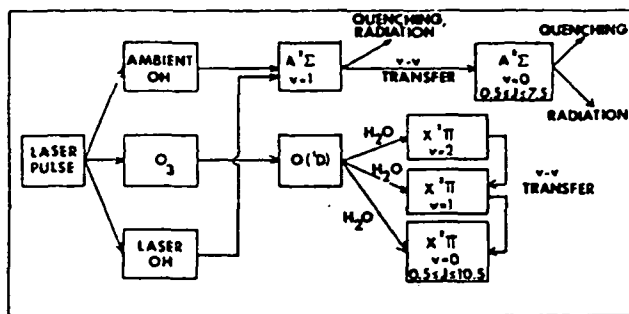 QUENCHING,
RADIATION
AMBIENT
OH
A²Σ
v=1
v-v
TRANSFER
A²Σ
v=0
0.5≤J≤7.5
QUENCHING
RADIATION
LASER
PULSE
O₃
O(¹D)
H₂O
X²Π
v=2
H₂O
X²Π
v=1
v-v
TRANSFER
H₂O
X²Π
v=0
0.5≤J≤10.5
LASER
OH